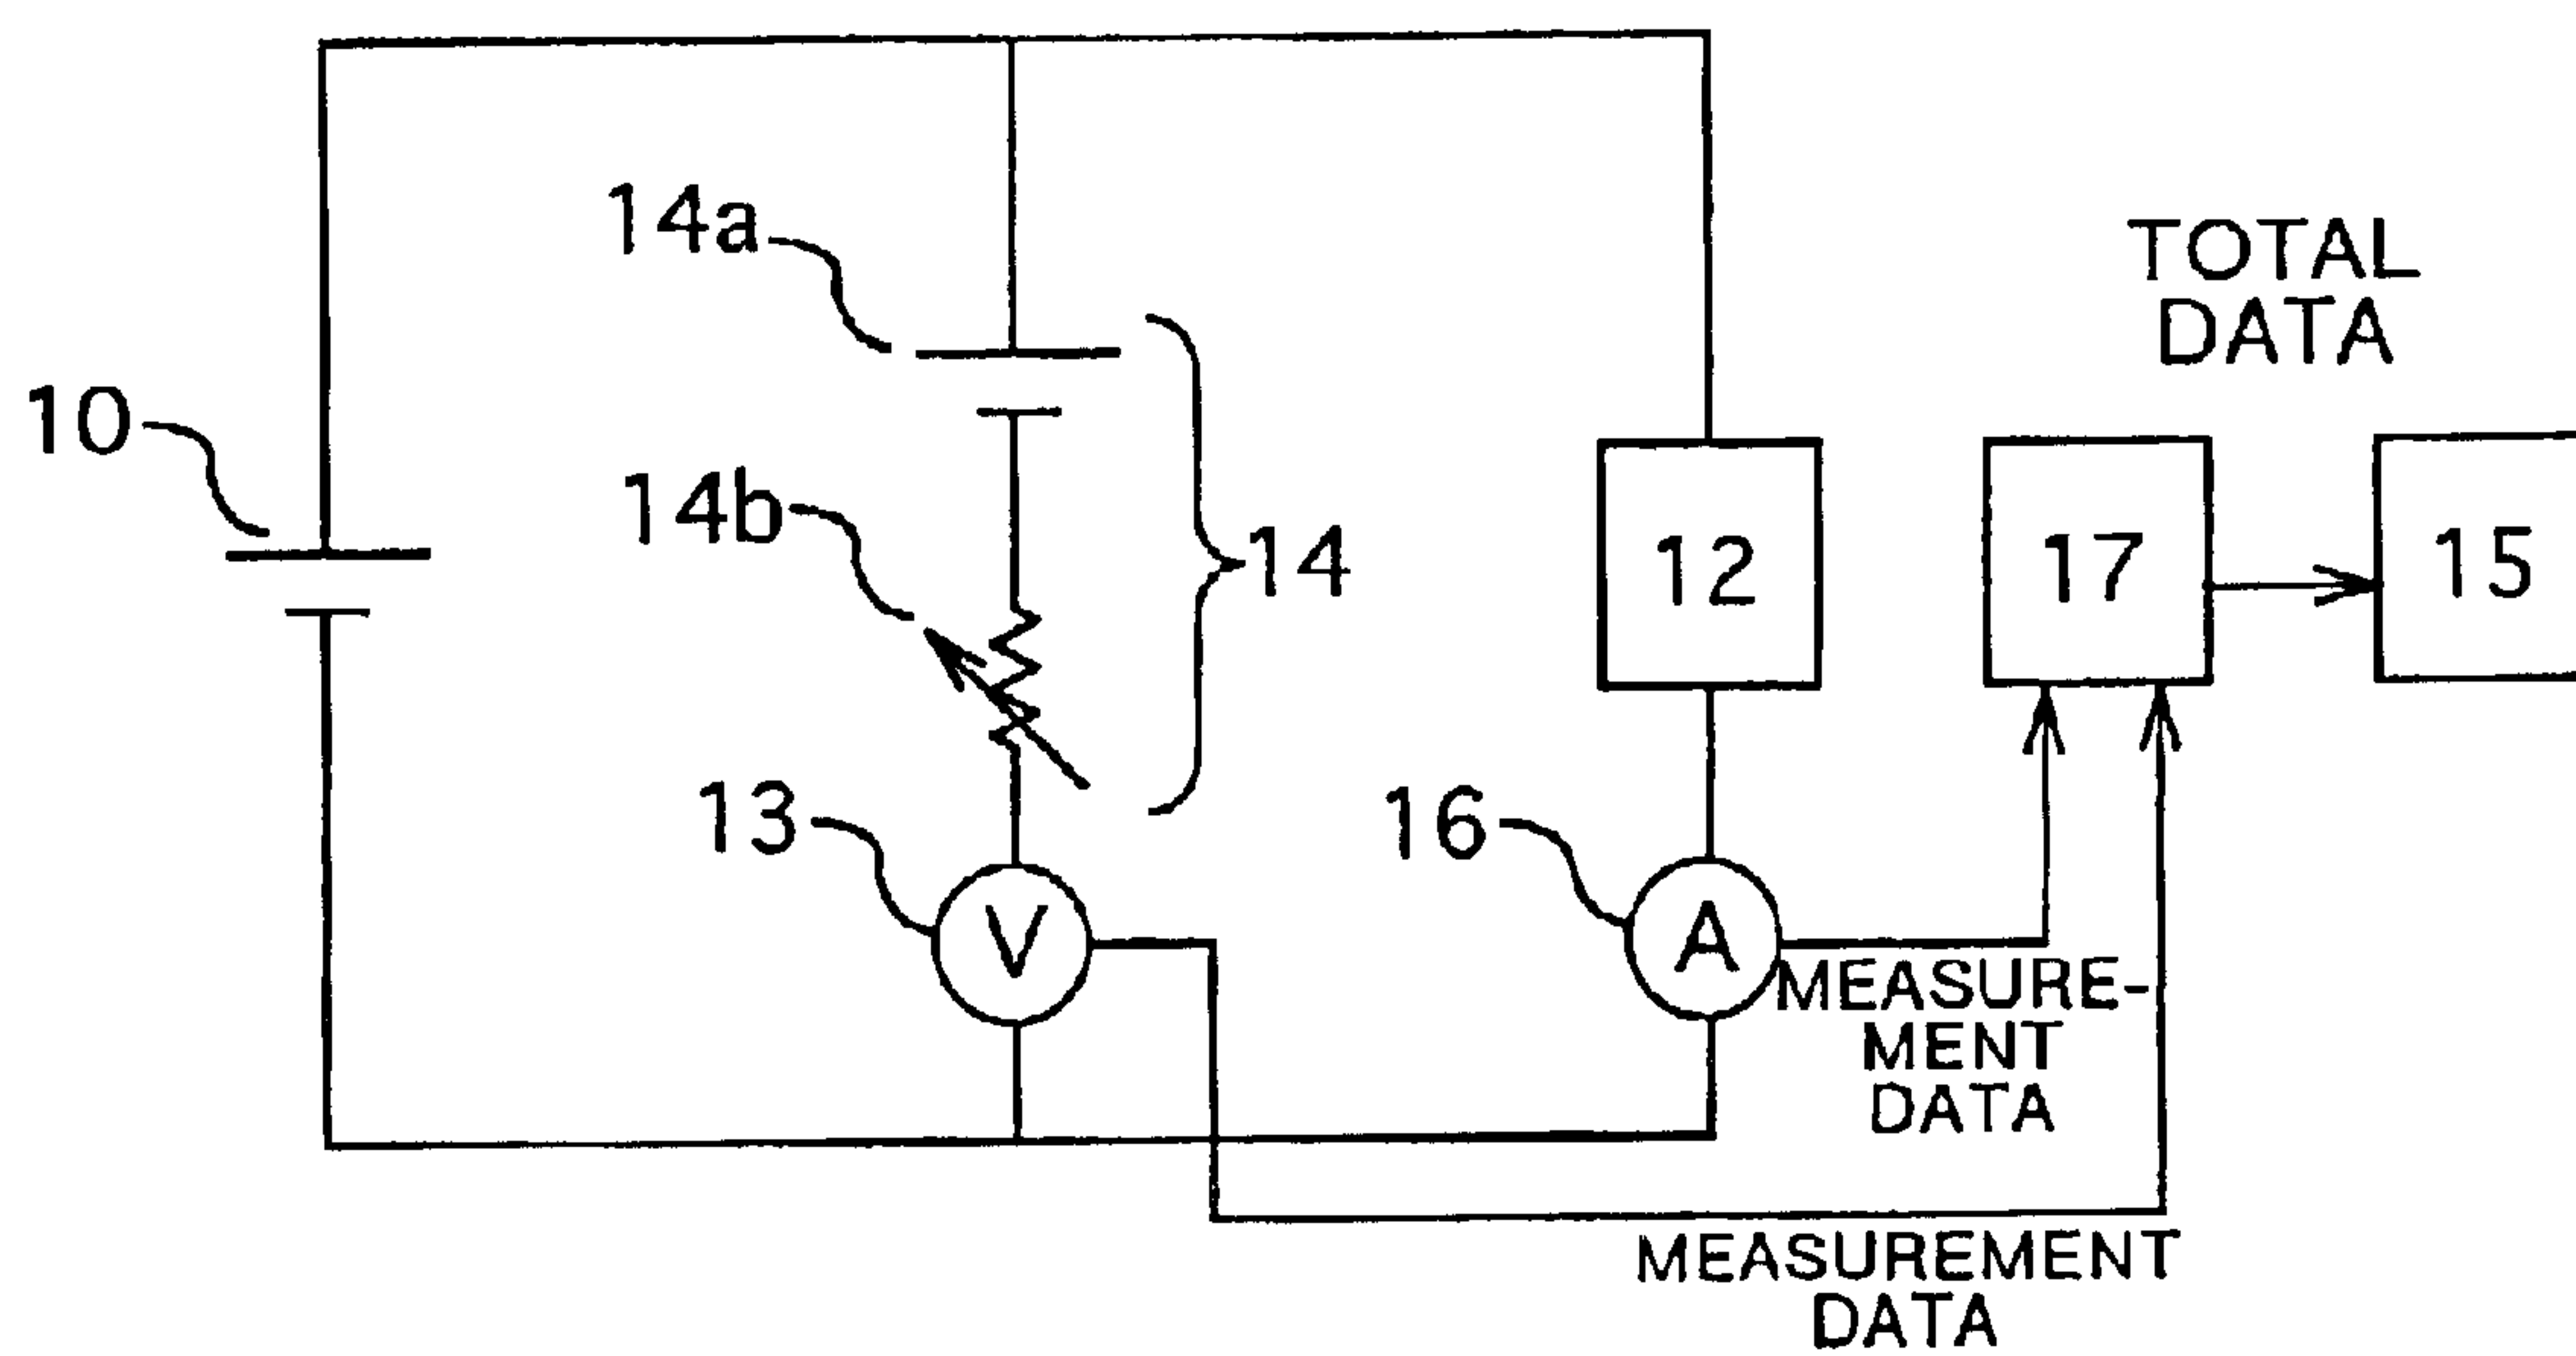 14a
TOTAL
DATA
10
14b
14
12
17
15
13
16
V
A
MEASURE-
MENT
DATA
MEASUREMENT
DATA